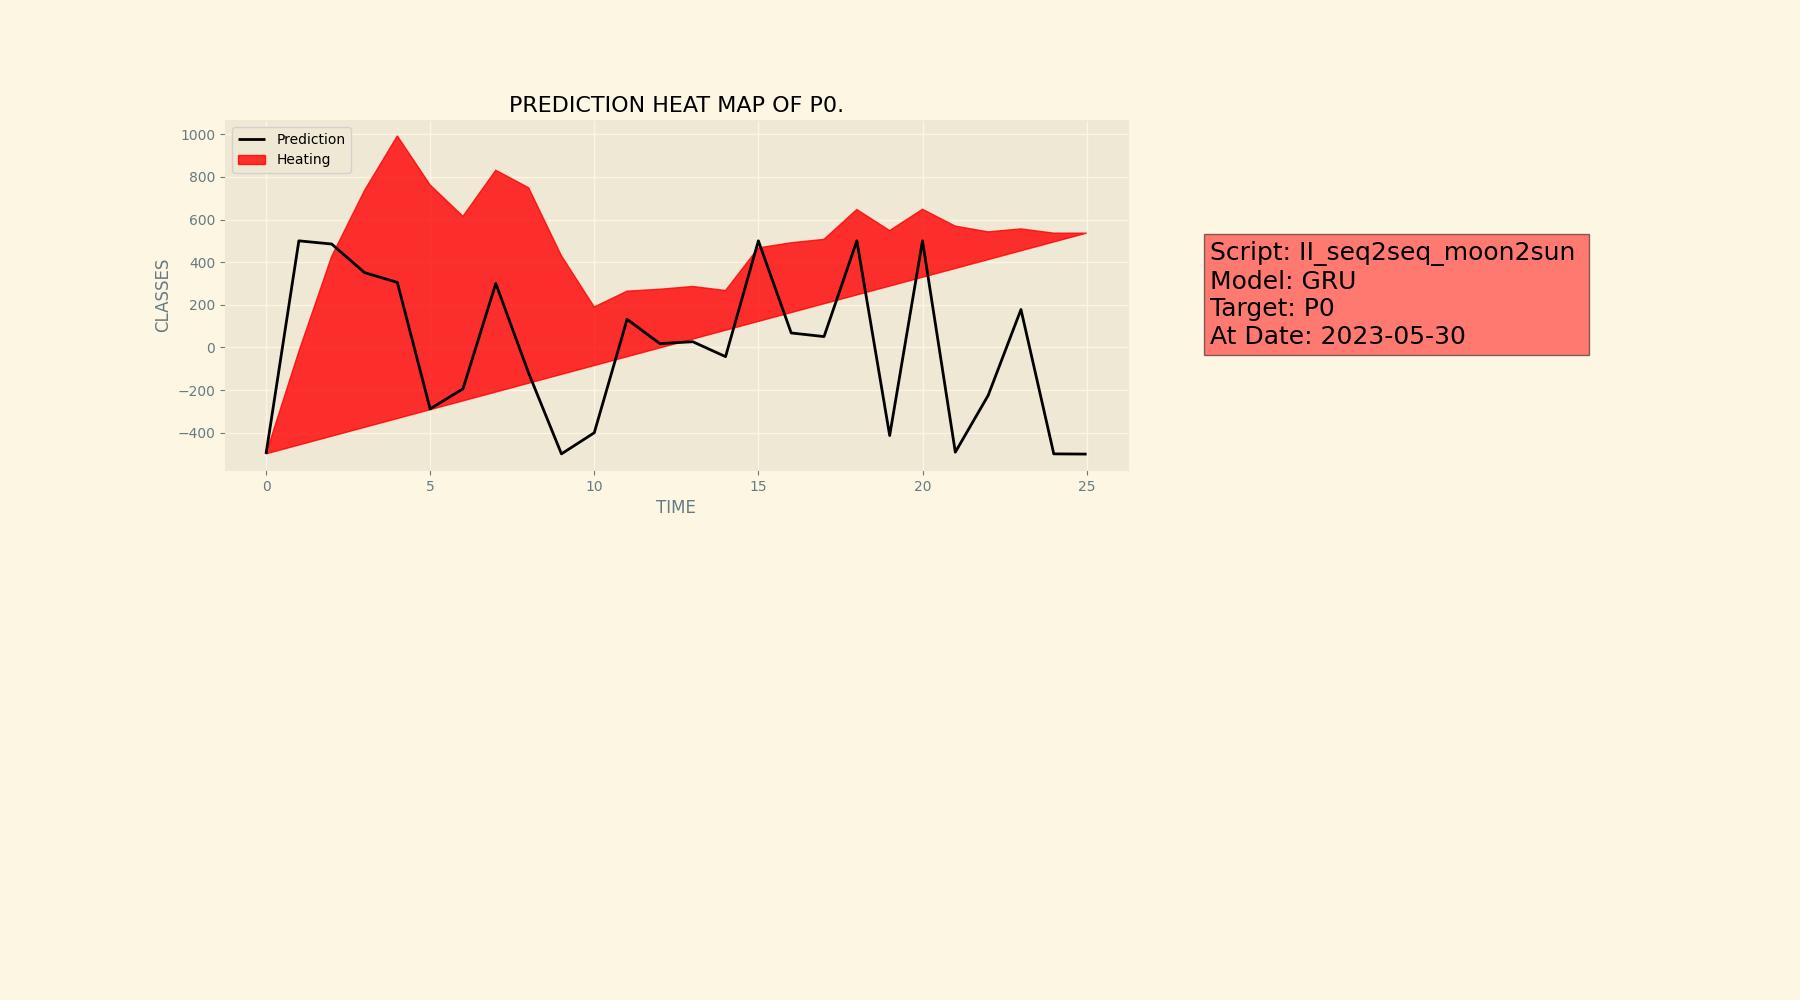 PREDICTION HEAT MAP OF P0.
Prediction
Heating
1000
800
600
400
200
0
−200
−400
CLASSES
0 5 10 15 20 25
TIME
Script: II_seq2seq_moon2sun
Model: GRU
Target: P0
At Date: 2023-05-30